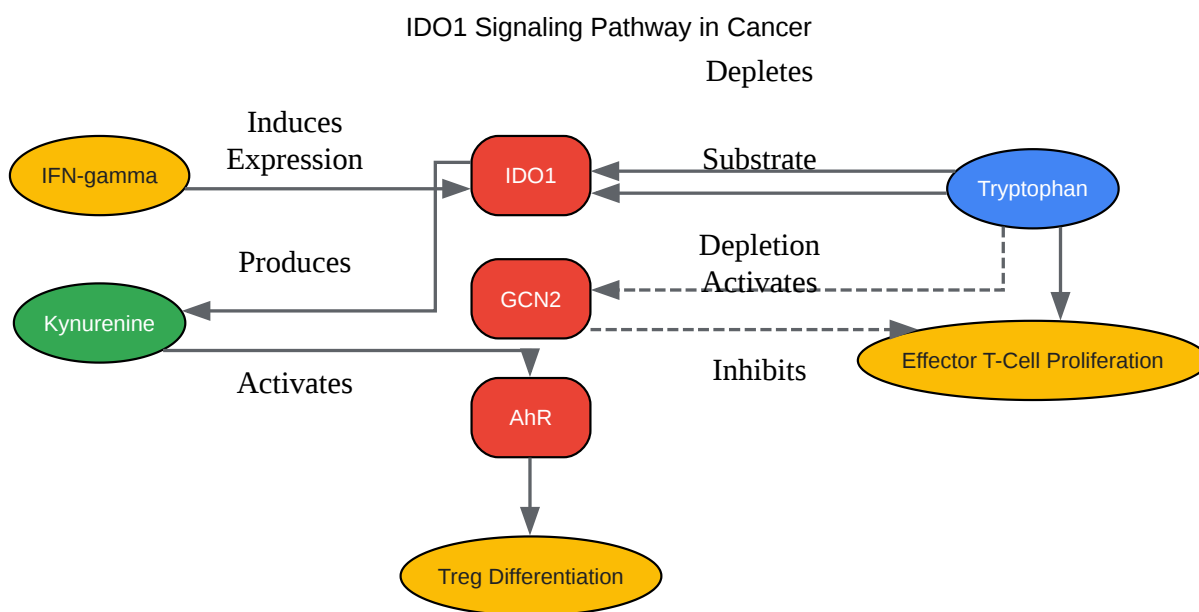 IDO1 Signaling Pathway in Cancer
Depletes
Induces
Expression
IFN-gamma
IDO1
Substrate
Tryptophan
Produces
Depletion
Activates
GCN2
Kynurenine
Effector T-Cell Proliferation
Activates
Inhibits
AhR
Treg Differentiation